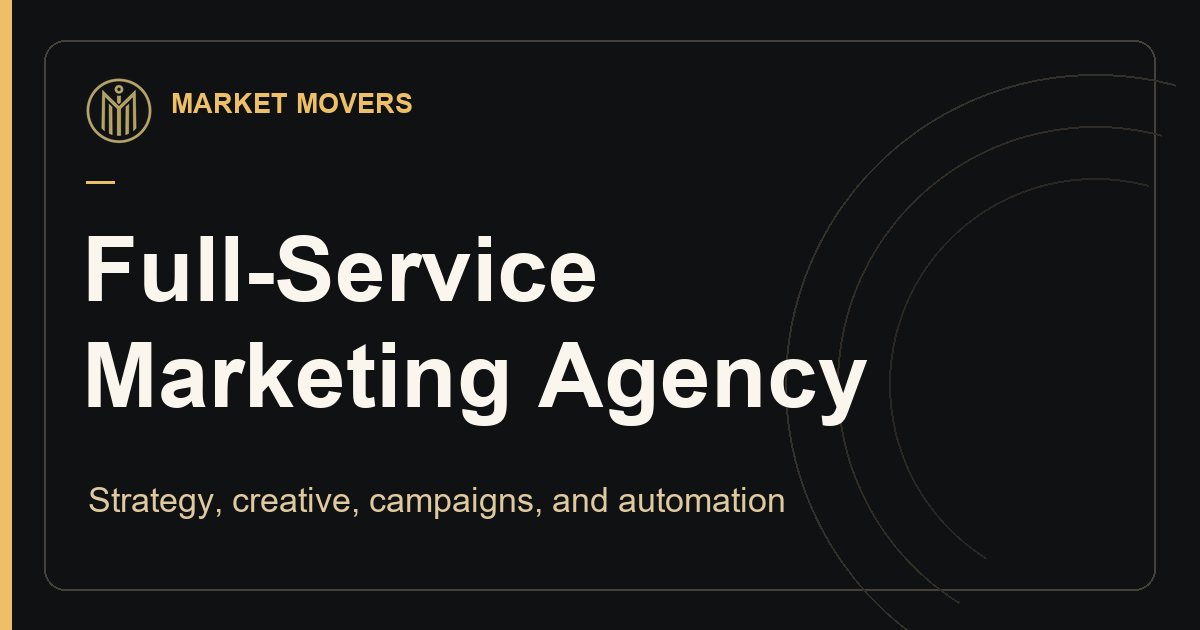 MARKET MOVERS
Full-Service
Marketing Agency
Strategy, creative, campaigns, and automation